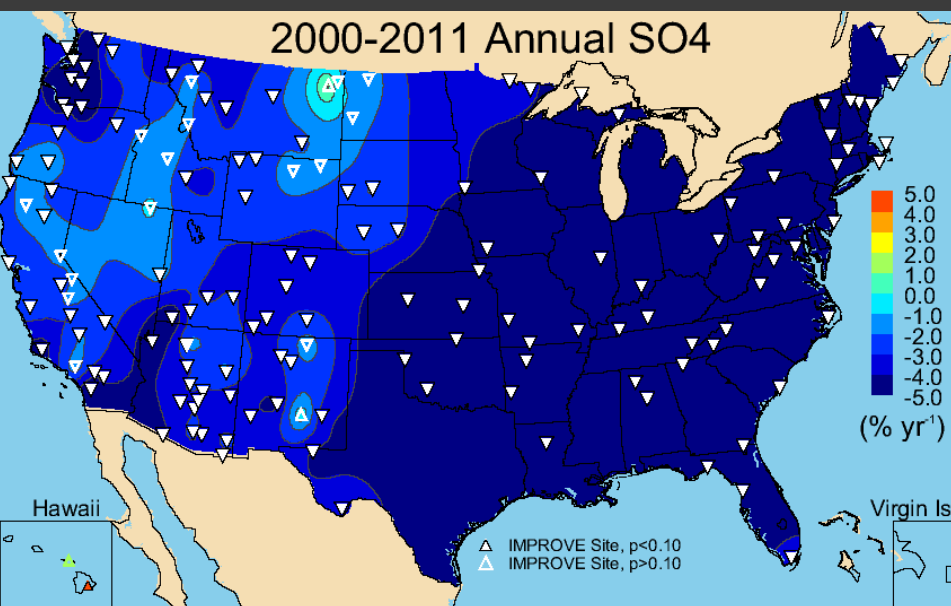 2000-2011 Annual SO4
5.0
4.0
3.0
2.0
1.0
0.0
-1.0
-2.0
-3.0
-4.0
-5.0
(% yr⁻¹)
Hawaii
Virgin Is
IMPROVE Site, p<0.10
IMPROVE Site, p>0.10